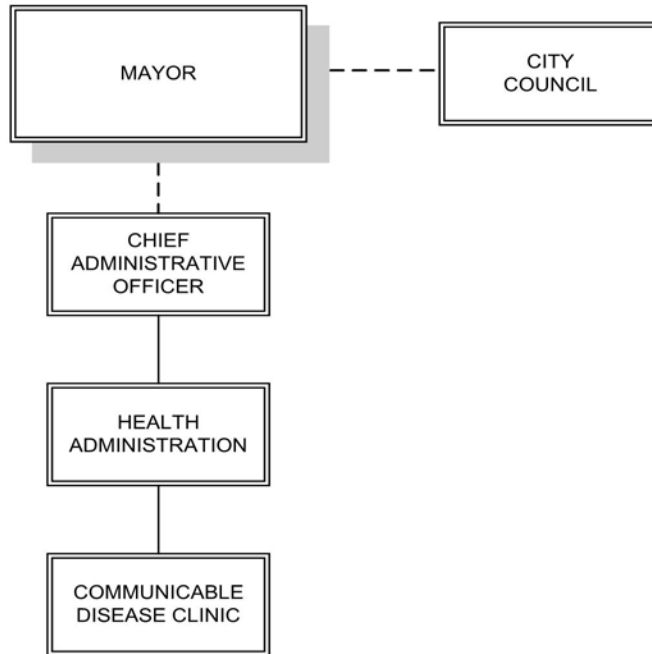 MAYOR
CITY
COUNCIL
CHIEF
ADMINISTRATIVE
OFFICER
HEALTH
ADMINISTRATION
COMMUNICABLE
DISEASE CLINIC